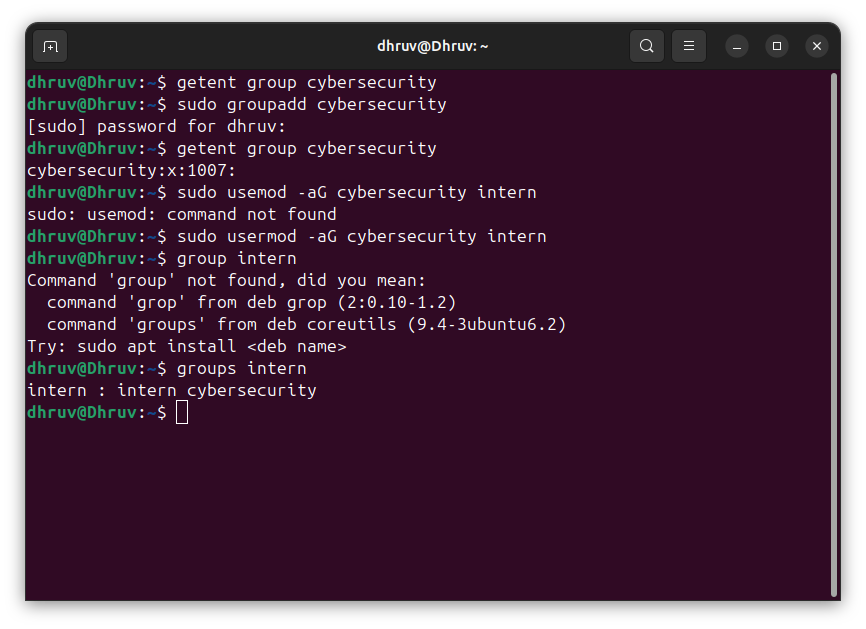 dhruv@Dhruv: ~
dhruv@Dhruv:~$ getent group cybersecurity
dhruv@Dhruv:~$ sudo groupadd cybersecurity
[sudo] password for dhruv:
dhruv@Dhruv:~$ getent group cybersecurity
cybersecurity:x:1007:
dhruv@Dhruv:~$ sudo usemod -aG cybersecurity intern
sudo: usemod: command not found
dhruv@Dhruv:~$ sudo usermod -aG cybersecurity intern
dhruv@Dhruv:~$ group intern
Command 'group' not found, did you mean:
  command 'grop' from deb grop (2:0.10-1.2)
  command 'groups' from deb coreutils (9.4-3ubuntu6.2)
Try: sudo apt install <deb name>
dhruv@Dhruv:~$ groups intern
intern : intern cybersecurity
dhruv@Dhruv:~$